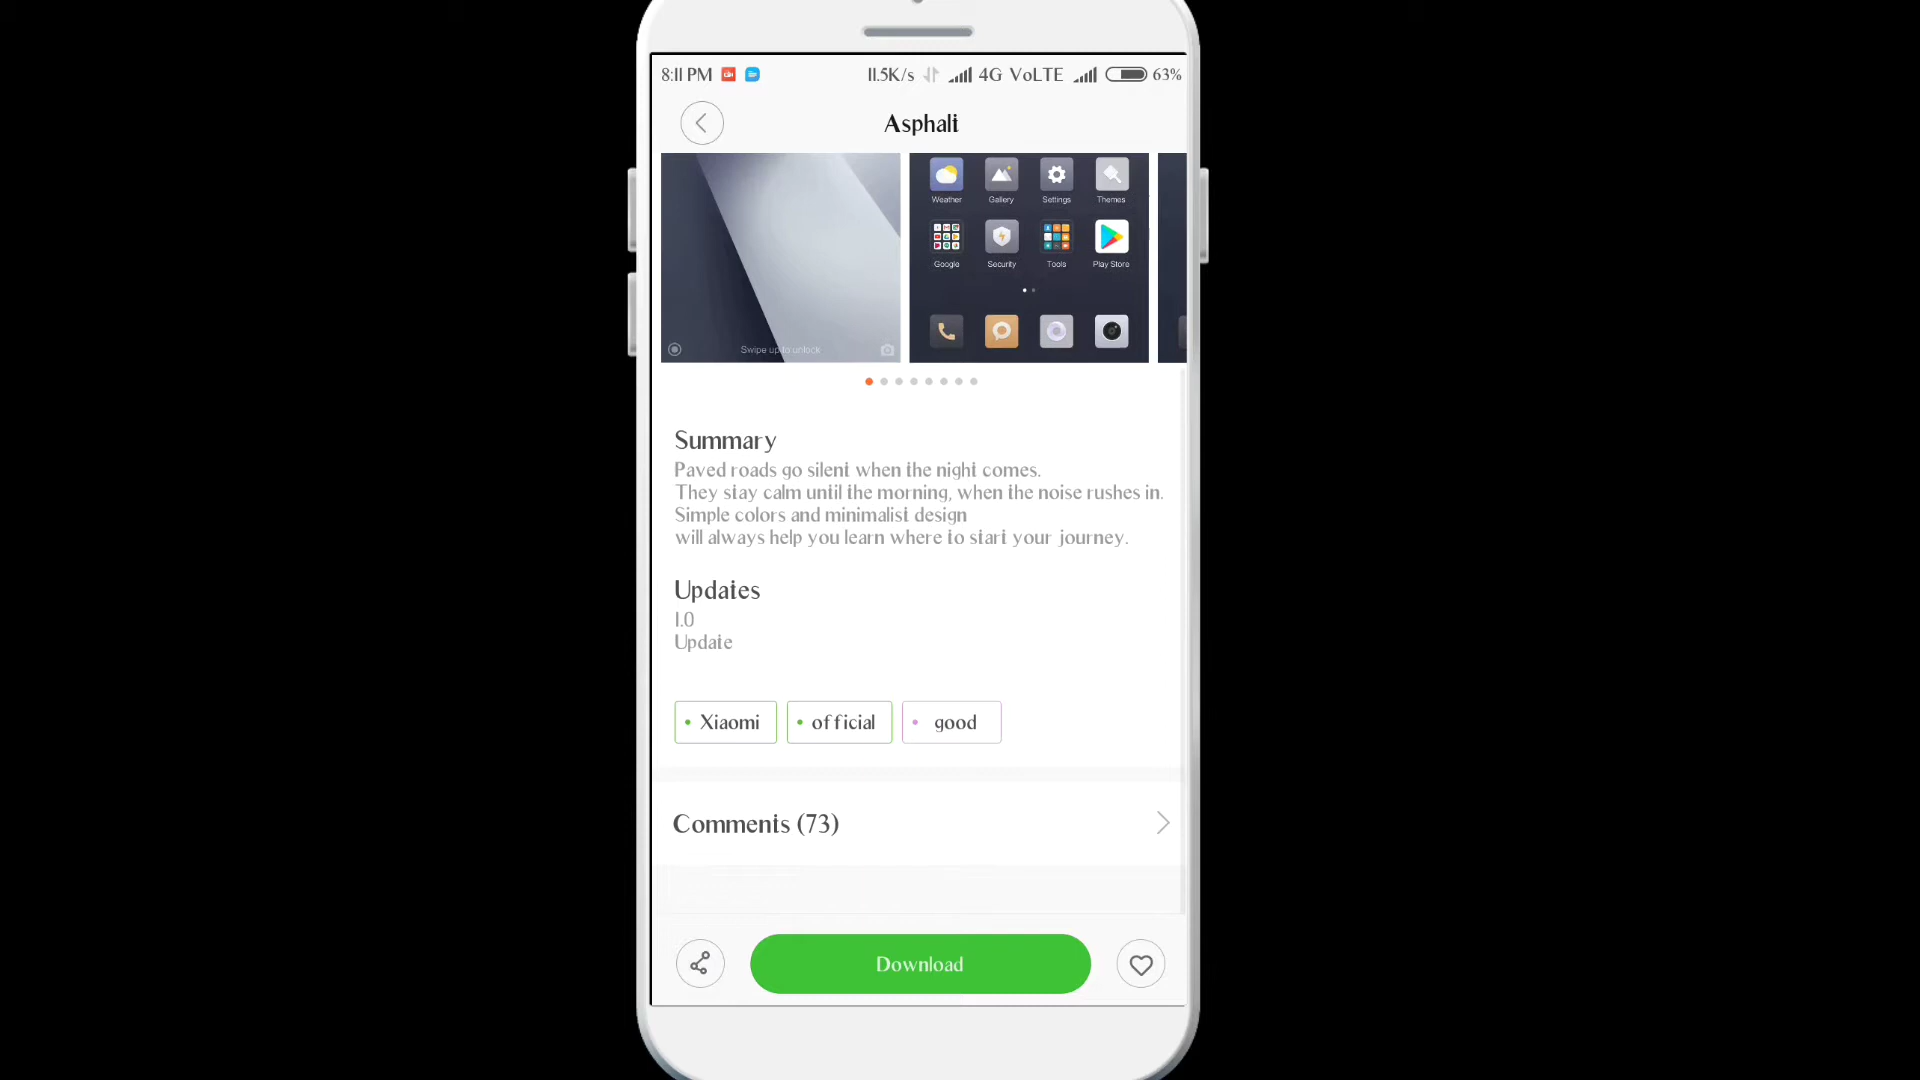 8:11 PM 11.5K/s 4G VoLTE 63%
Asphalt
Swipe up to unlock
Weather Gallery Settings Themes
Google Security Tools Play Store
Summary
Paved roads go silent when the night comes.
They stay calm until the morning, when the noise rushes in.
Simple colors and minimalist design
will always help you learn where to start your journey.
Updates
1.0
Update
Xiaomi official good
Comments (73)
Download